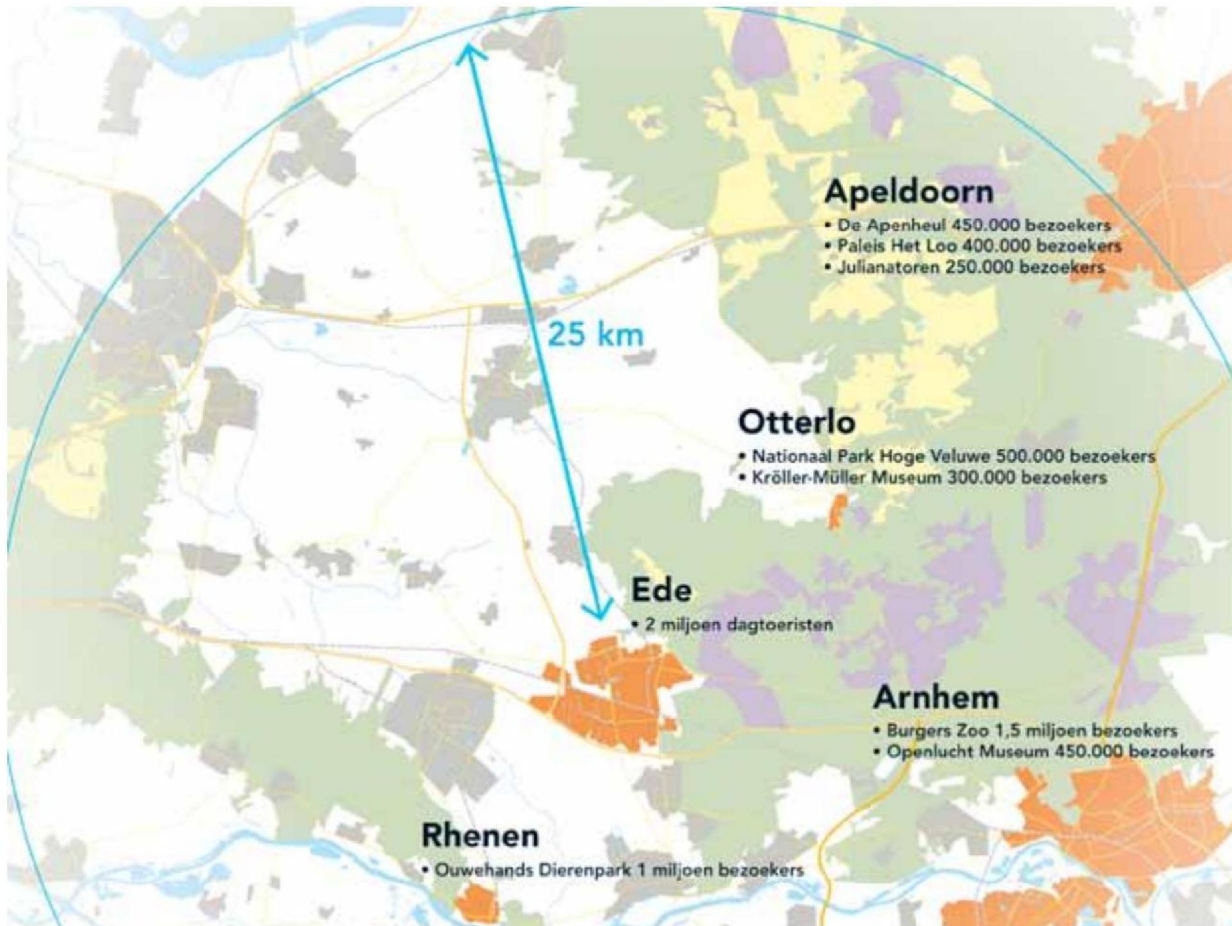 Apeldoorn
• De Apenheul 450.000 bezoekers
• Paleis Het Loo 400.000 bezoekers
• Julianatoren 250.000 bezoekers
25 km
Otterlo
• Nationaal Park Hoge Veluwe 500.000 bezoekers
• Kröller-Müller Museum 300.000 bezoekers
Ede
• 2 miljoen dagtoeristen
Arnhem
• Burgers Zoo 1,5 miljoen bezoekers
• Openlucht Museum 450.000 bezoekers
Rhenen
• Ouwehands Dierenpark 1 miljoen bezoekers